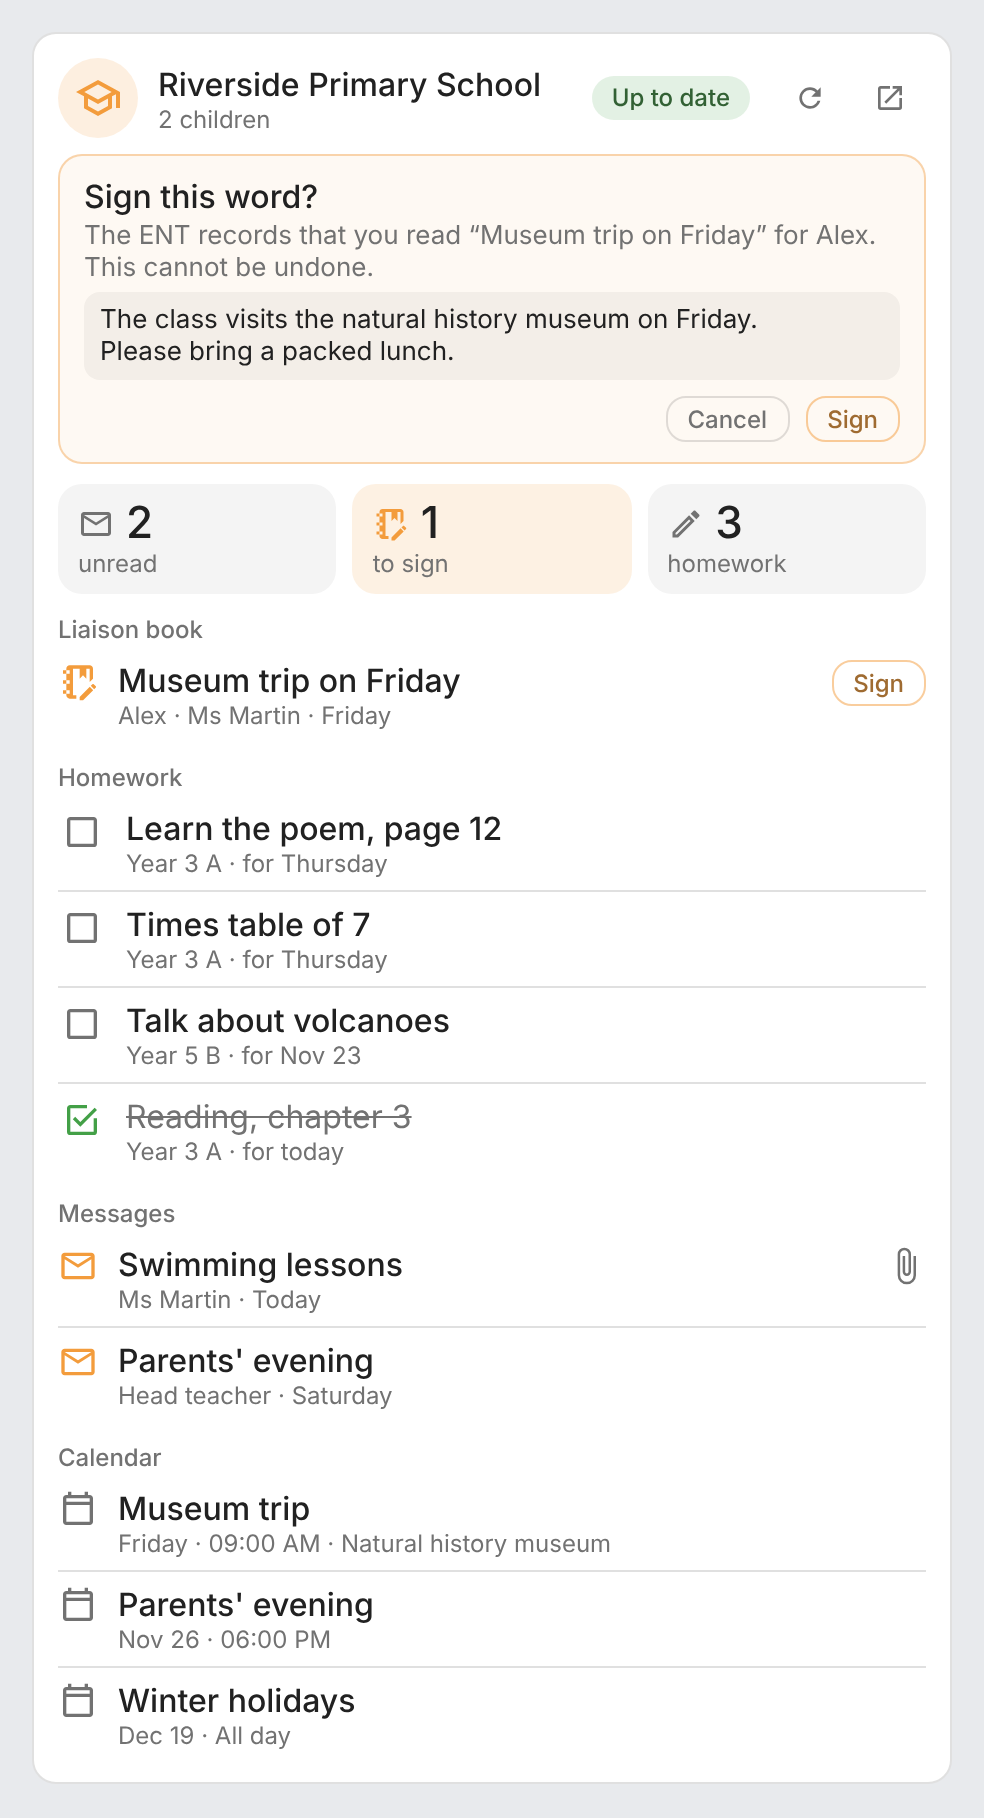 Riverside Primary School
2 children
Up to date
Sign this word?
The ENT records that you read “Museum trip on Friday” for Alex.
This cannot be undone.
The class visits the natural history museum on Friday.
Please bring a packed lunch.
Cancel
Sign
2
unread
1
to sign
3
homework
Liaison book
Museum trip on Friday
Alex · Ms Martin · Friday
Sign
Homework
Learn the poem, page 12
Year 3 A · for Thursday
Times table of 7
Year 3 A · for Thursday
Talk about volcanoes
Year 5 B · for Nov 23
Reading, chapter 3
Year 3 A · for today
Messages
Swimming lessons
Ms Martin · Today
Parents' evening
Head teacher · Saturday
Calendar
Museum trip
Friday · 09:00 AM · Natural history museum
Parents' evening
Nov 26 · 06:00 PM
Winter holidays
Dec 19 · All day